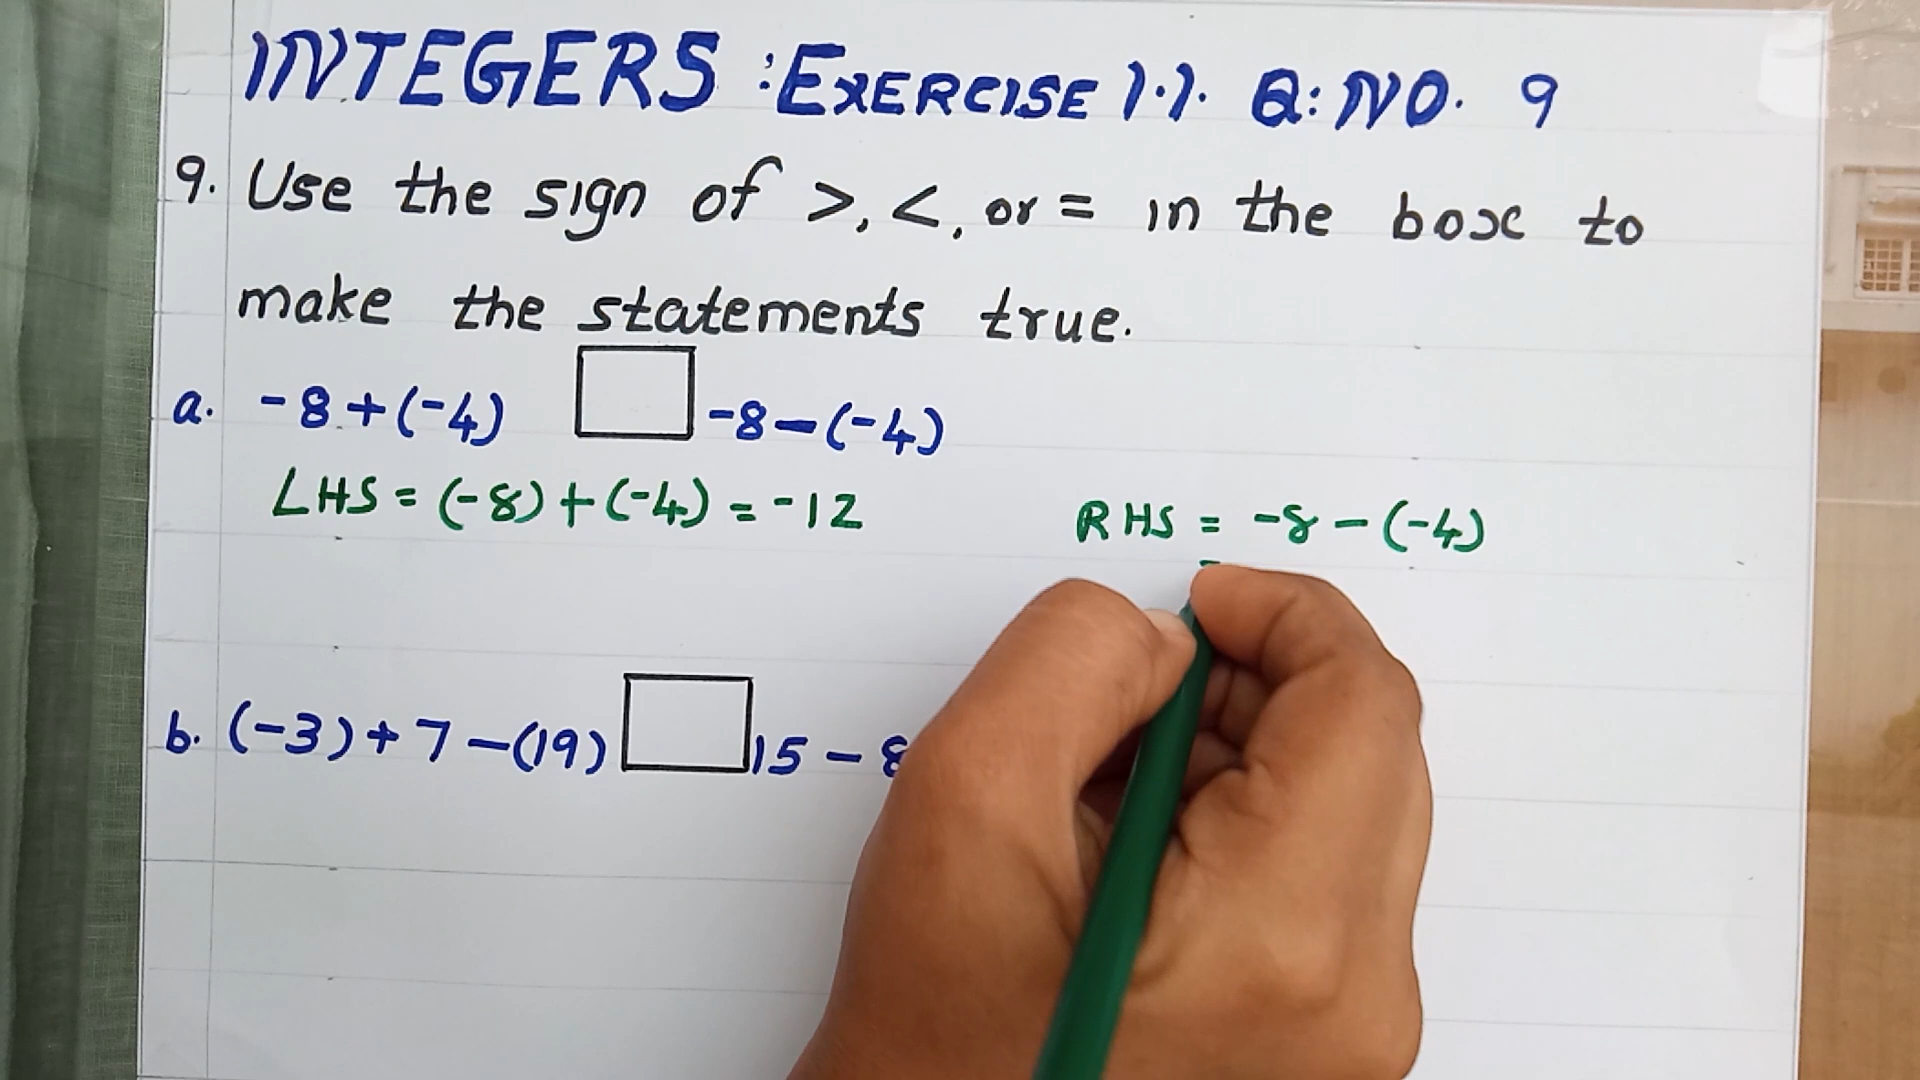 INTEGERS : EXERCISE 1.1. Q: NO. 9
9. Use the sign of >, <, or = in the box to
make the statements true.
a. -8+(-4) □ -8-(-4)
LHS = (-8)+(-4) = -12
RHS = -8-(-4)
b. (-3)+7-(19) □ 15-8